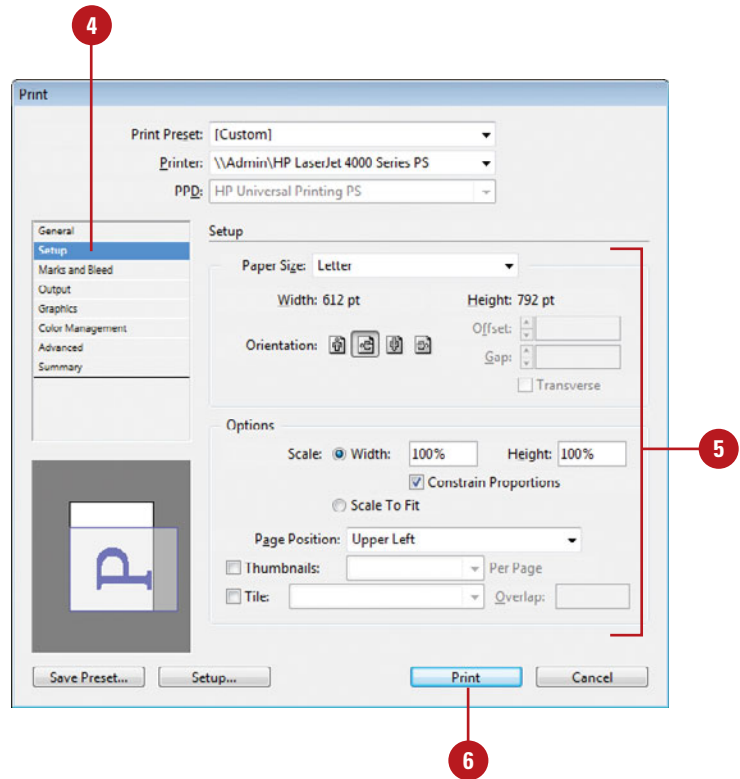 4
Print
Print Preset: [Custom]
Printer: \\Admin\HP LaserJet 4000 Series PS
PPD: HP Universal Printing PS
General
Setup
Marks and Bleed
Output
Graphics
Color Management
Advanced
Summary
Setup
Paper Size: Letter
Width: 612 pt Height: 792 pt
Orientation:
Offset:
Gap:
Transverse
Options
Scale: Width: 100% Height: 100%
Constrain Proportions
Scale To Fit
Page Position: Upper Left
Thumbnails: Per Page
Tile: Overlap:
5
P
Save Preset... Setup... Print Cancel
6